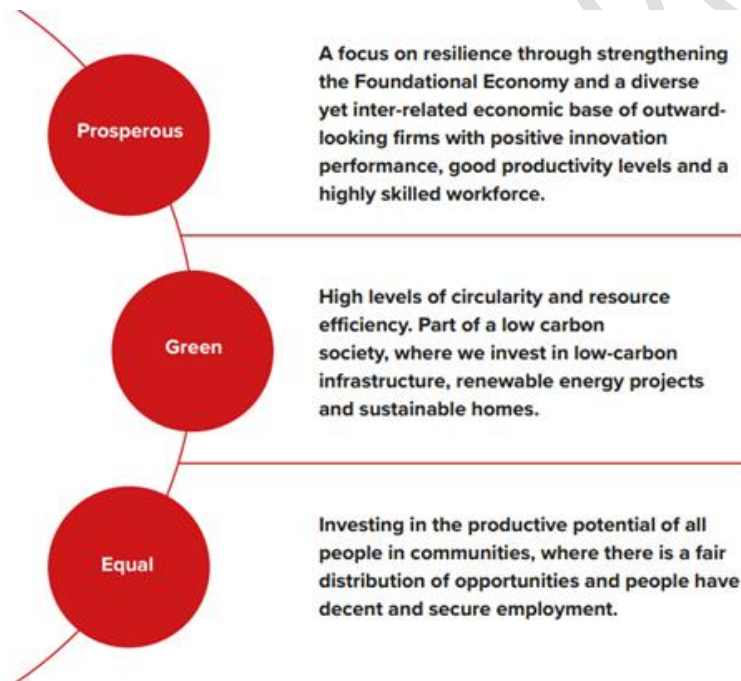 Prosperous
A focus on resilience through strengthening
the Foundational Economy and a diverse
yet inter-related economic base of outward-
looking firms with positive innovation
performance, good productivity levels and a
highly skilled workforce.
Green
High levels of circularity and resource
efficiency. Part of a low carbon
society, where we invest in low-carbon
infrastructure, renewable energy projects
and sustainable homes.
Equal
Investing in the productive potential of all
people in communities, where there is a fair
distribution of opportunities and people have
decent and secure employment.